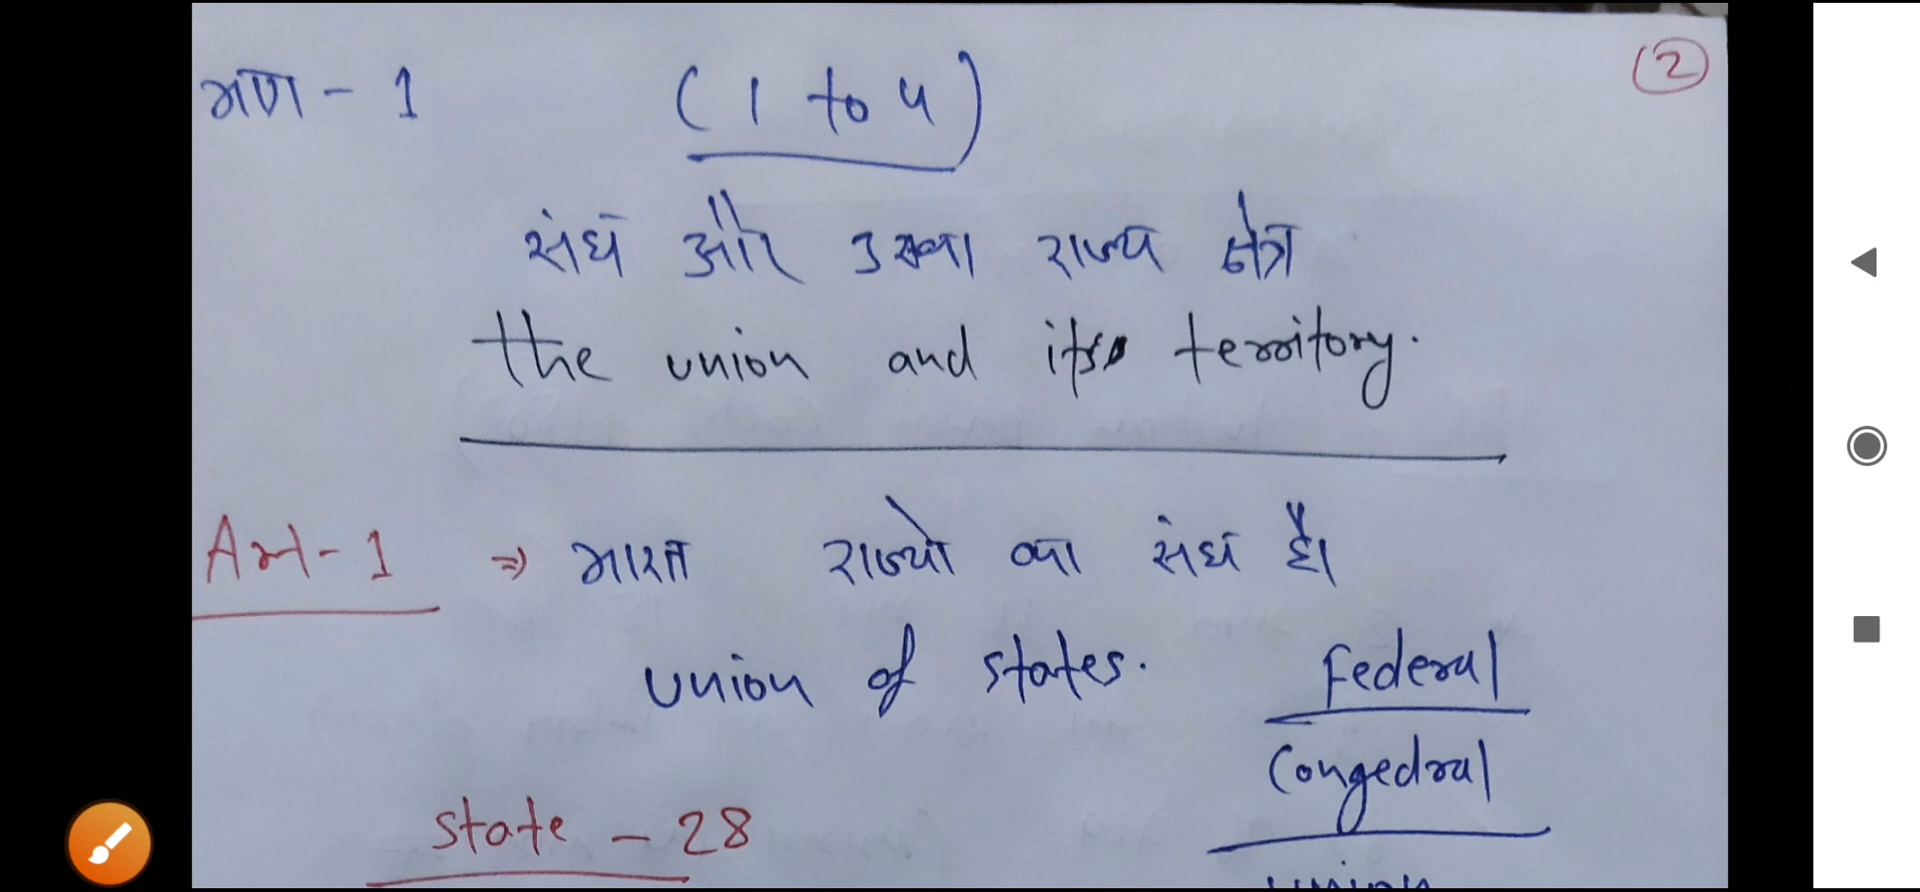 भाग - 1 (1 to 4) 2
संघ और उसका राज्य क्षेत्र
the union and its territory.
Art-1 ⇒ भारत राज्यो का संघ है।
union of states. Federal
Congedral
state - 28
union